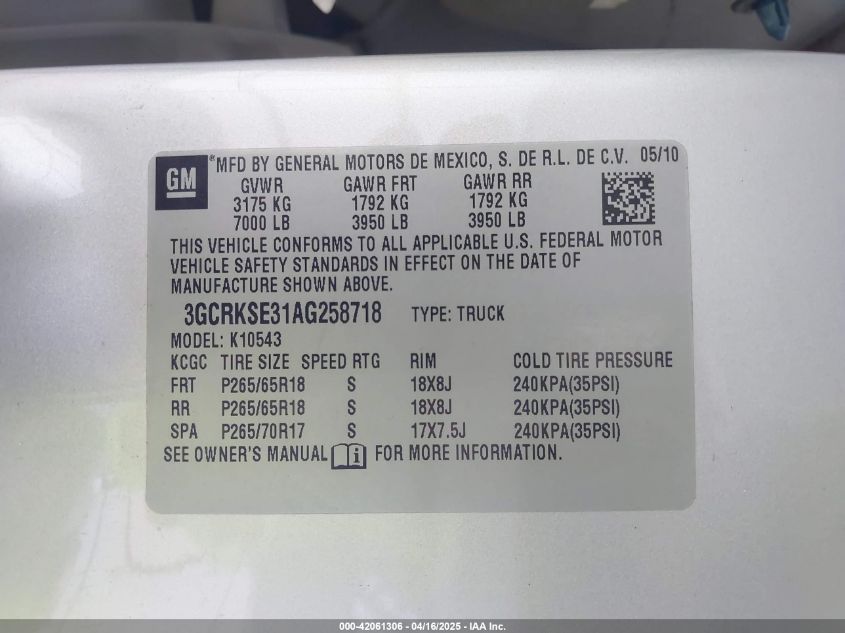 GM
*MFD BY GENERAL MOTORS DE MEXICO, S. DE R.L. DE C.V. 05/10
GVWR GAWR FRT GAWR RR
3175 KG 1792 KG 1792 KG
7000 LB 3950 LB 3950 LB
THIS VEHICLE CONFORMS TO ALL APPLICABLE U.S. FEDERAL MOTOR
VEHICLE SAFETY STANDARDS IN EFFECT ON THE DATE OF
MANUFACTURE SHOWN ABOVE.
3GCRKSE31AG258718 TYPE: TRUCK
MODEL: K10543
KCGC TIRE SIZE SPEED RTG RIM COLD TIRE PRESSURE
FRT P265/65R18 S 18X8J 240KPA(35PSI)
RR P265/65R18 S 18X8J 240KPA(35PSI)
SPA P265/70R17 S 17X7.5J 240KPA(35PSI)
SEE OWNER'S MANUAL i FOR MORE INFORMATION.
000-42061306 - 04/16/2025 - IAA Inc.